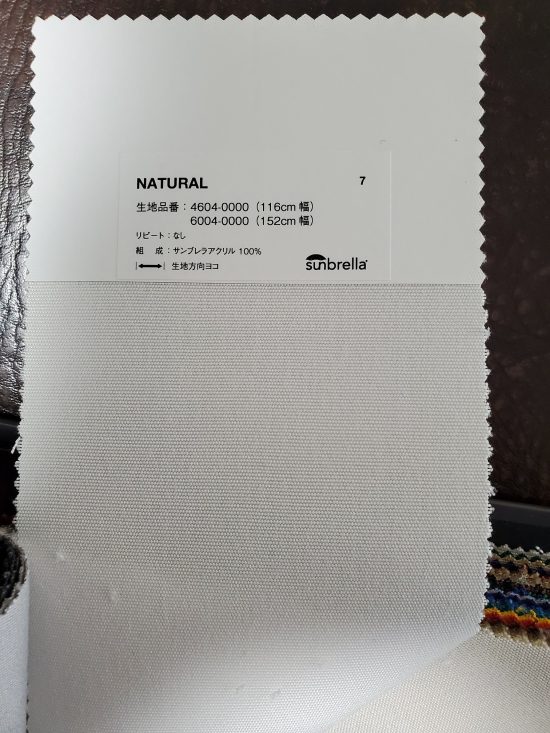 NATURAL 7
生地品番：4604-0000（116cm 幅）
6004-0000（152cm 幅）
リピート：なし
組 成：サンブレラアクリル 100%
生地方向ヨコ sunbrella